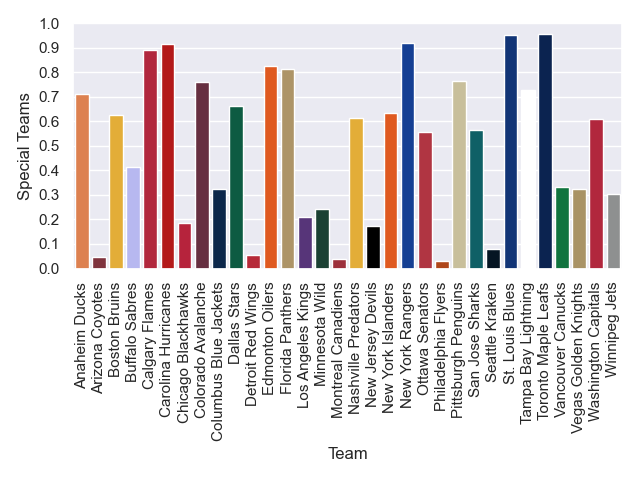 1.0
0.9
0.8
0.7
0.6
0.5
0.4
0.3
0.2
0.1
0.0
Special Teams
Anaheim Ducks
Arizona Coyotes
Boston Bruins
Buffalo Sabres
Calgary Flames
Carolina Hurricanes
Chicago Blackhawks
Colorado Avalanche
Columbus Blue Jackets
Dallas Stars
Detroit Red Wings
Edmonton Oilers
Florida Panthers
Los Angeles Kings
Minnesota Wild
Montreal Canadiens
Nashville Predators
New Jersey Devils
New York Islanders
New York Rangers
Ottawa Senators
Philadelphia Flyers
Pittsburgh Penguins
San Jose Sharks
Seattle Kraken
St. Louis Blues
Tampa Bay Lightning
Toronto Maple Leafs
Vancouver Canucks
Vegas Golden Knights
Washington Capitals
Winnipeg Jets
Team